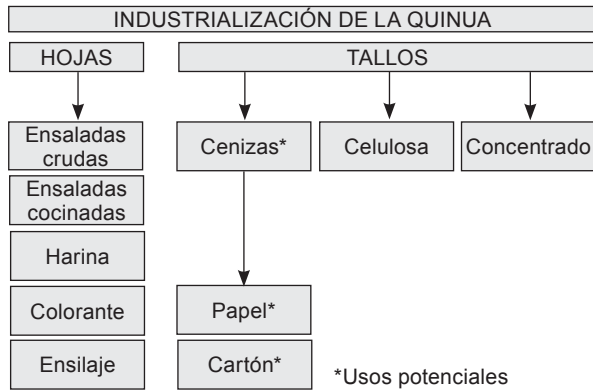 INDUSTRIALIZACIÓN DE LA QUINUA
HOJAS
TALLOS
Ensaladas
crudas
Cenizas*
Celulosa
Concentrado
Ensaladas
cocinadas
Harina
Colorante
Papel*
Ensilaje
Cartón*
*Usos potenciales